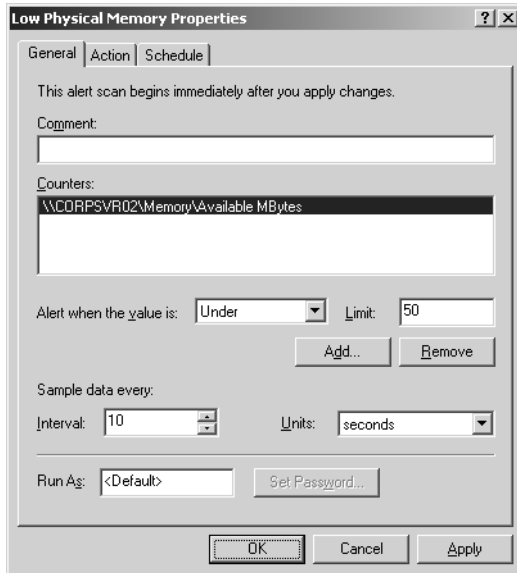 Low Physical Memory Properties ? X
General Action Schedule
This alert scan begins immediately after you apply changes.
Comment:
Counters:
\\CORPSVR02\Memory\Available MBytes
Alert when the value is: Under Limit: 50
Add... Remove
Sample data every:
Interval: 10 Units: seconds
Run As: <Default> Set Password...
OK Cancel Apply